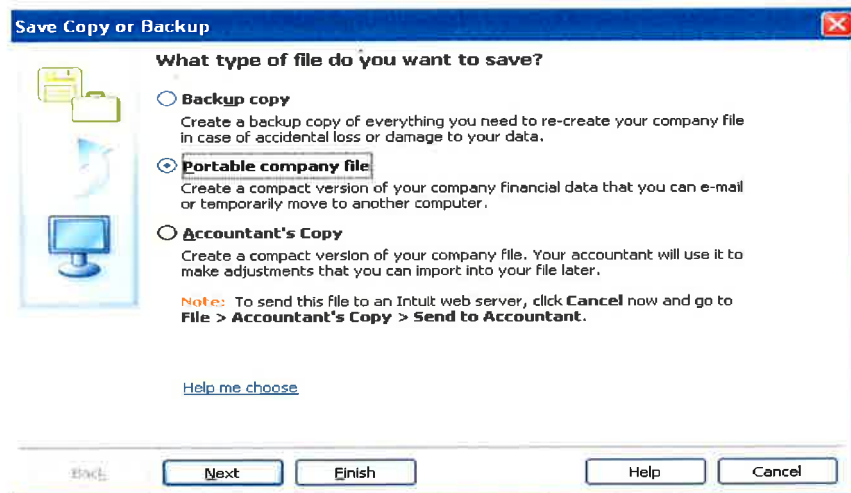 Save Copy or Backup
What type of file do you want to save?
Backup copy
Create a backup copy of everything you need to re-create your company file
in case of accidental loss or damage to your data.
Portable company file
Create a compact version of your company financial data that you can e-mail
or temporarily move to another computer.
Accountant's Copy
Create a compact version of your company file. Your accountant will use it to
make adjustments that you can import into your file later.
Note: To send this file to an Intuit web server, click Cancel now and go to
File > Accountant's Copy > Send to Accountant.
Help me choose
Back Next Finish Help Cancel